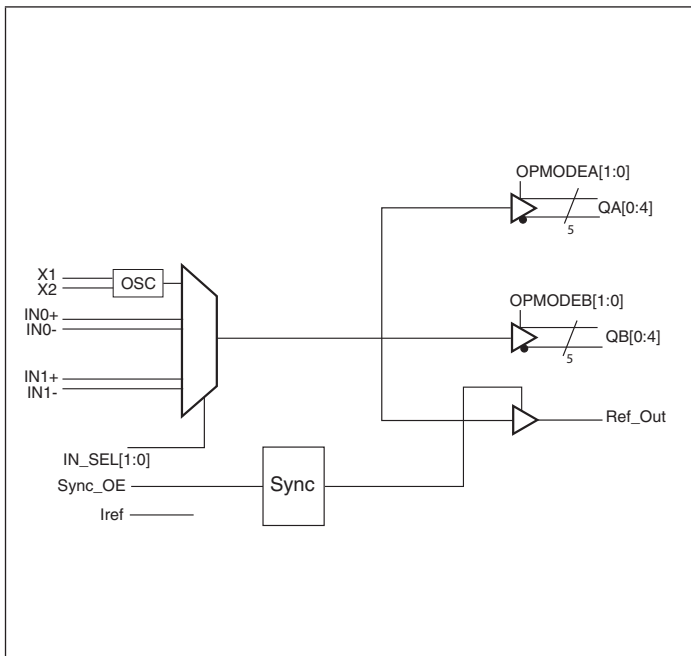 OPMODEA[1:0]
QA[0:4]
5
X1
X2
OSC
IN0+
IN0-
OPMODEB[1:0]
QB[0:4]
5
IN1+
IN1-
Ref_Out
IN_SEL[1:0]
Sync_OE
Sync
Iref